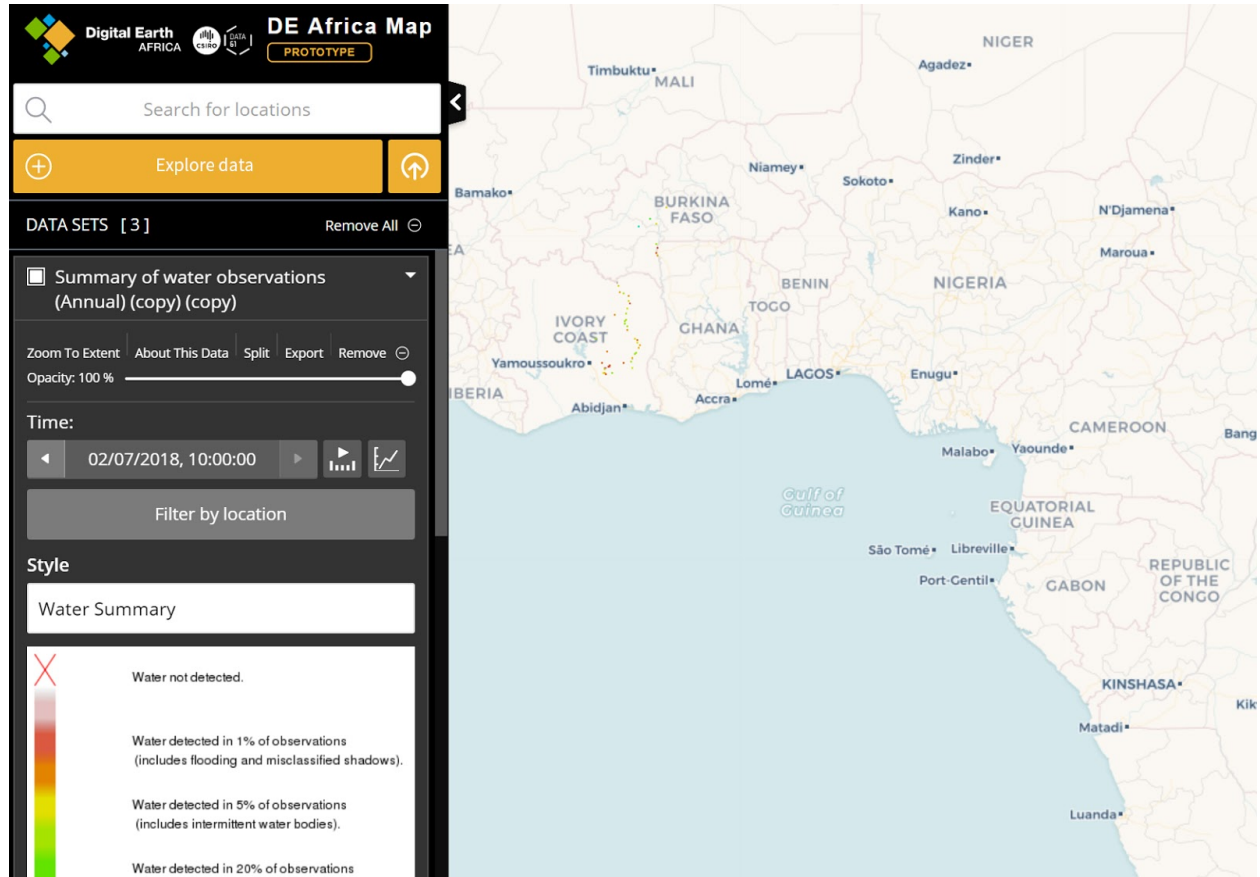 Digital Earth
AFRICA
CSIRO
DATA
61
DE Africa Map
PROTOTYPE
Search for locations
Explore data
DATA SETS [3]
Remove All
Summary of water observations
(Annual) (copy) (copy)
Zoom To Extent
About This Data
Split
Export
Remove
Opacity: 100 %
Time:
02/07/2018, 10:00:00
Filter by location
Style
Water Summary
Water not detected.
Water detected in 1% of observations
(includes flooding and misclassified shadows).
Water detected in 5% of observations
(includes intermittent water bodies).
Water detected in 20% of observations
NIGER
Timbuktu
MALI
Agadez
Niamey
Zinder
Sokoto
Bamako
BURKINA
FASO
Kano
N'Djamena
EA
Maroua
BENIN
NIGERIA
TOGO
IVORY
COAST
GHANA
Yamoussoukro
LAGOS
Enugu
Lomé
IBERIA
Accra
Abidjan
CAMEROON
Bang
Malabo
Yaounde
Gulf of
Guinea
EQUATORIAL
GUINEA
São Tomé
Libreville
REPUBLIC
OF THE
CONGO
Port-Gentil
GABON
KINSHASA
Kik
Matadi
Luanda